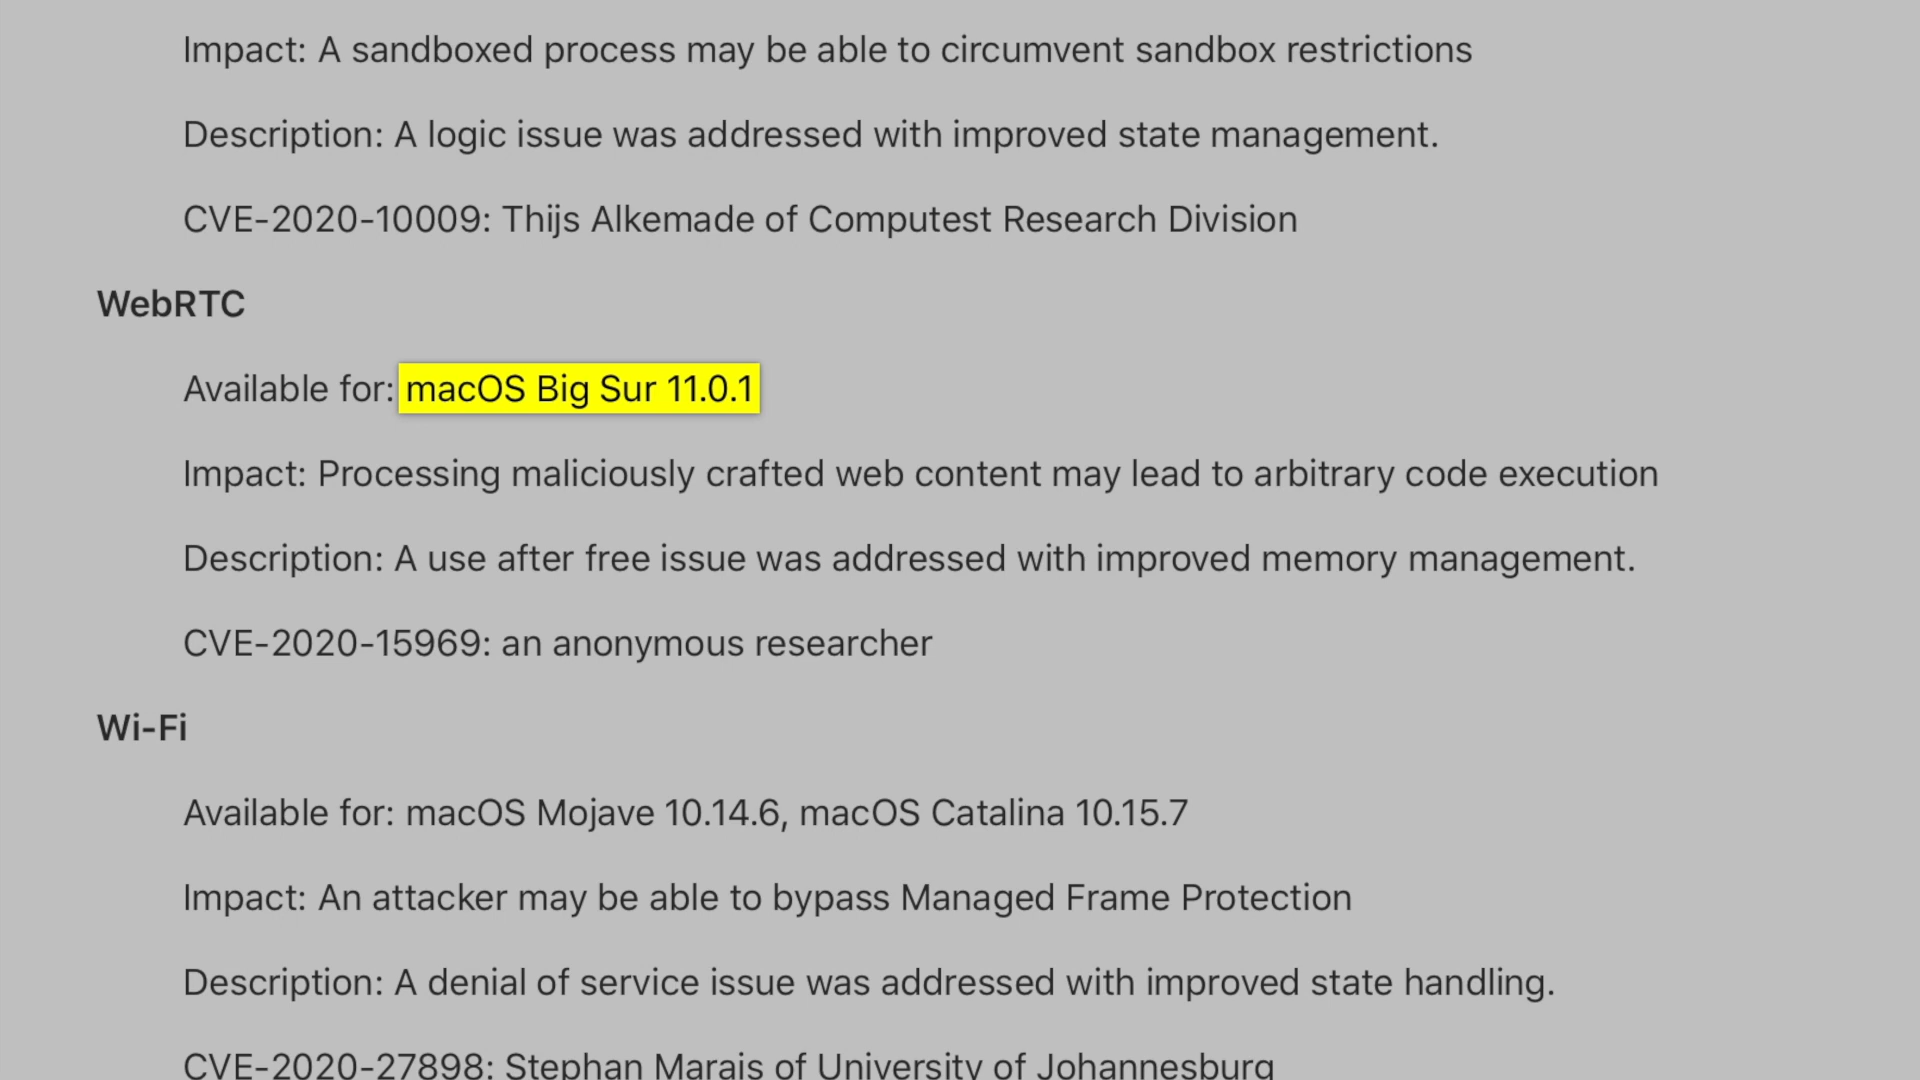 Impact: A sandboxed process may be able to circumvent sandbox restrictions
Description: A logic issue was addressed with improved state management.
CVE-2020-10009: Thijs Alkemade of Computest Research Division
WebRTC
Available for: macOS Big Sur 11.0.1
Impact: Processing maliciously crafted web content may lead to arbitrary code execution
Description: A use after free issue was addressed with improved memory management.
CVE-2020-15969: an anonymous researcher
Wi-Fi
Available for: macOS Mojave 10.14.6, macOS Catalina 10.15.7
Impact: An attacker may be able to bypass Managed Frame Protection
Description: A denial of service issue was addressed with improved state handling.
CVE-2020-27898: Stephan Marais of University of Johannesburg